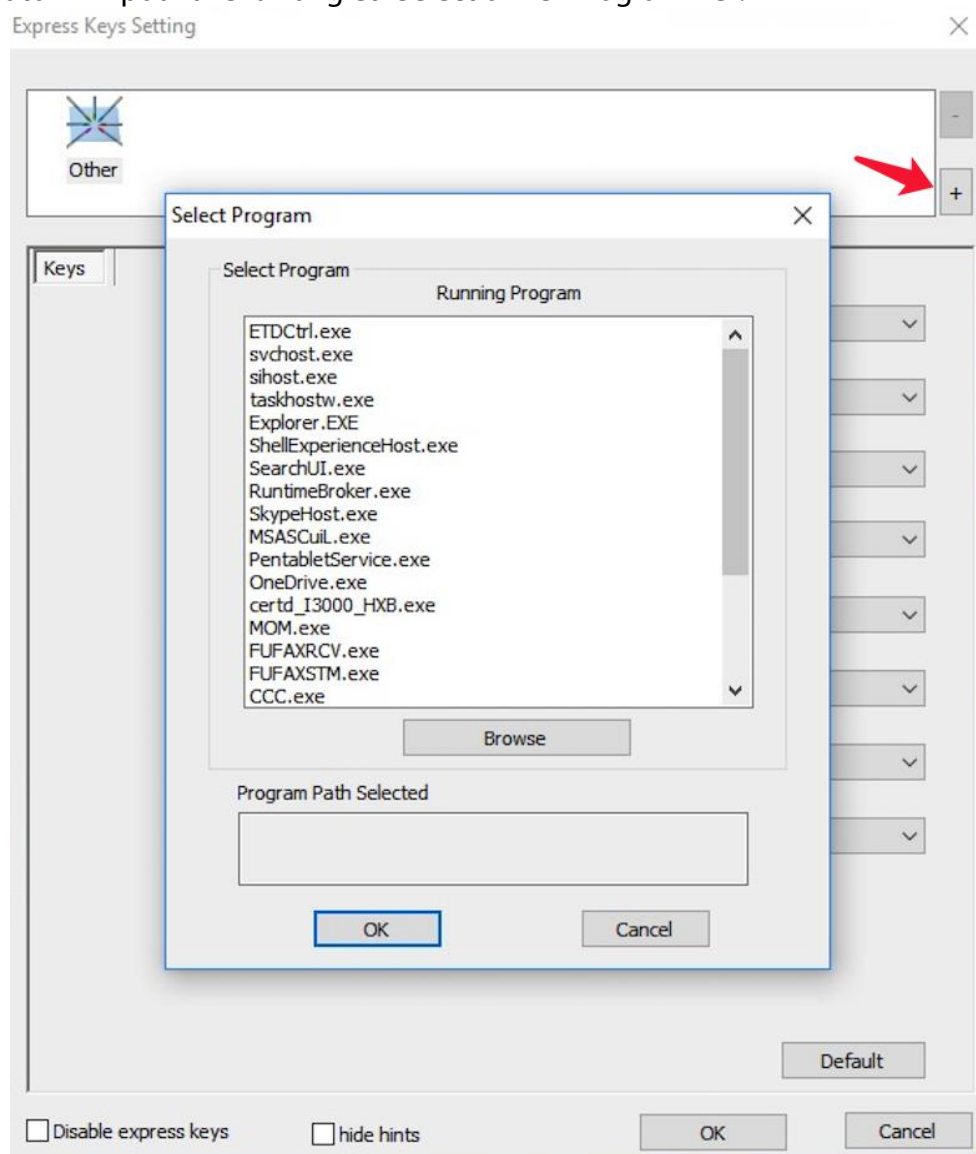 Express Keys Setting
Other
-
+
Select Program
Keys
Select Program
Running Program
ETDCtrl.exe
svchost.exe
sihost.exe
taskhostw.exe
Explorer.EXE
ShellExperienceHost.exe
SearchUI.exe
RuntimeBroker.exe
SkypeHost.exe
MSASCuiL.exe
PentabletService.exe
OneDrive.exe
certd_I3000_HXB.exe
MOM.exe
FUFAXRCV.exe
FUFAXSTM.exe
CCC.exe
Browse
Program Path Selected
OK Cancel
Default
Disable express keys hide hints OK Cancel